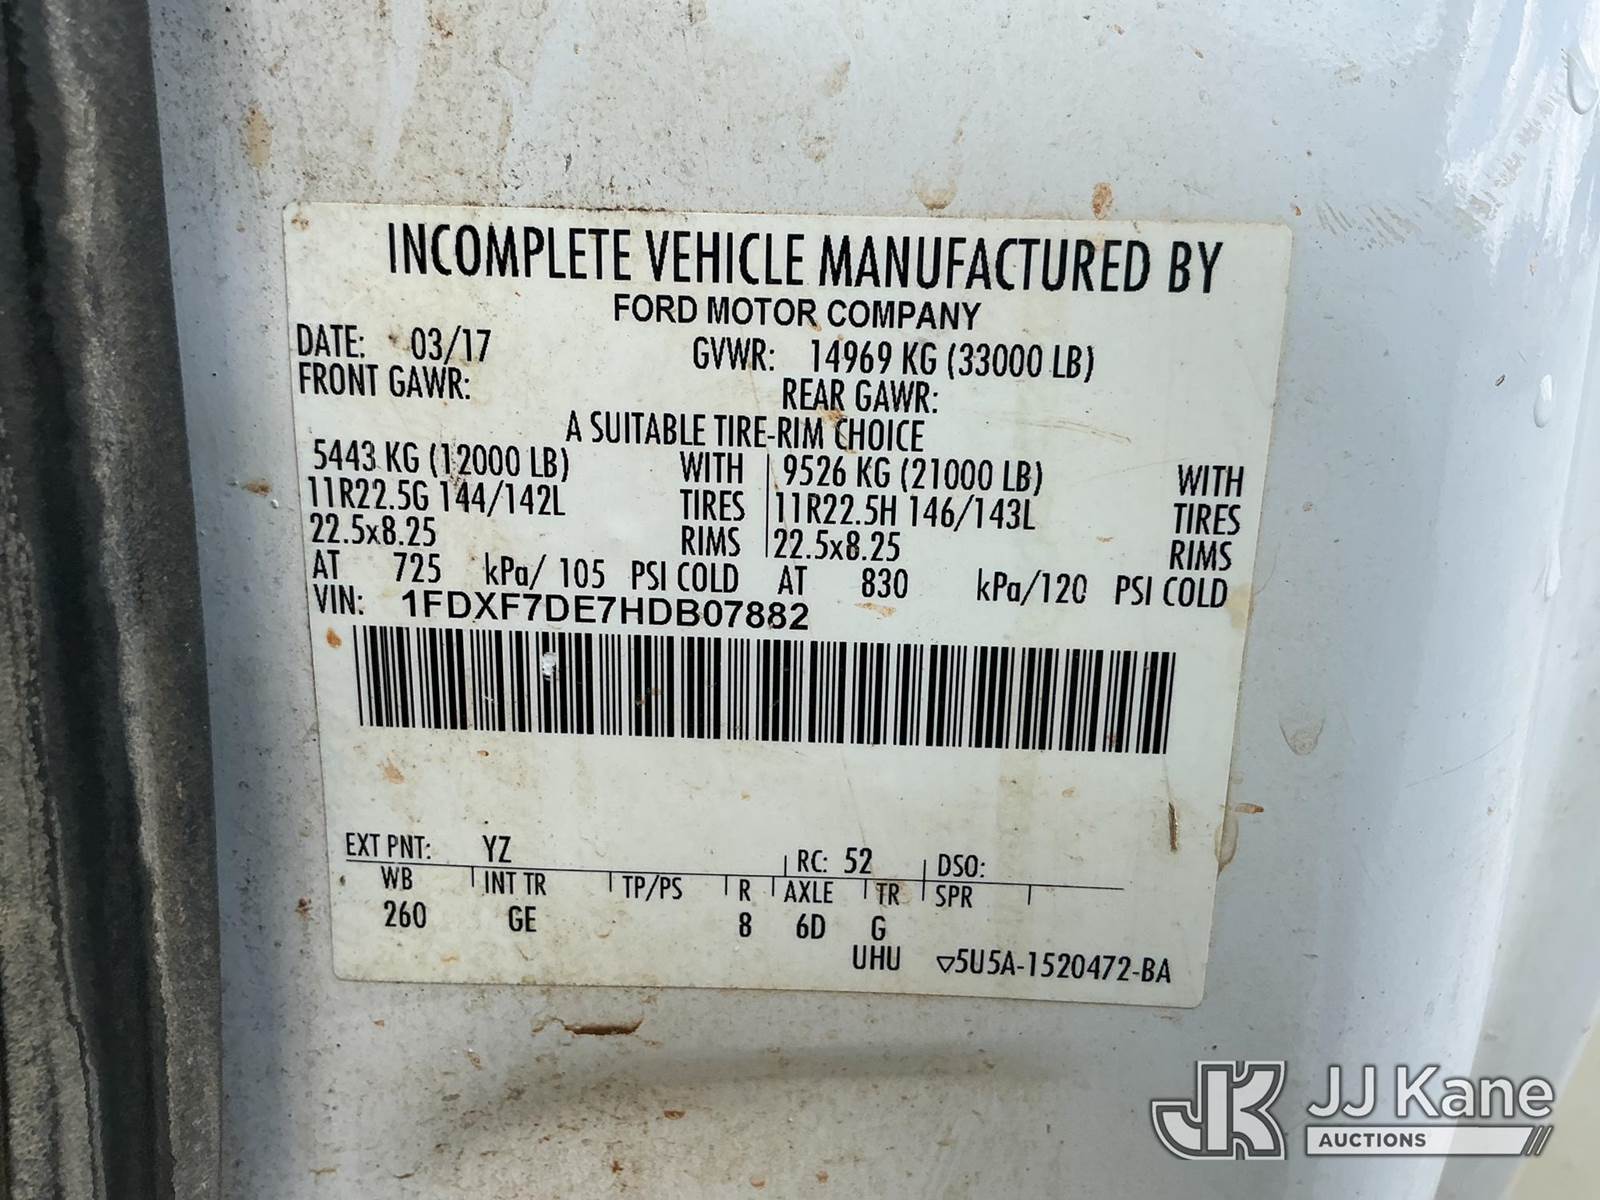 INCOMPLETE VEHICLE MANUFACTURED BY
FORD MOTOR COMPANY
DATE: 03/17 GVWR: 14969 KG (33000 LB)
FRONT GAWR: REAR GAWR:
A SUITABLE TIRE-RIM CHOICE
5443 KG (12000 LB) WITH 9526 KG (21000 LB) WITH
11R22.5G 144/142L TIRES 11R22.5H 146/143L TIRES
22.5x8.25 RIMS 22.5x8.25 RIMS
AT 725 kPa/ 105 PSI COLD AT 830 kPa/120 PSI COLD
VIN: 1FDXF7DE7HDB07882
EXT PNT: YZ RC: 52 DSO:
WB INT TR TP/PS R AXLE TR SPR
260 GE 8 6D G
UHU ▽5U5A-1520472-BA
JK JJ Kane
AUCTIONS